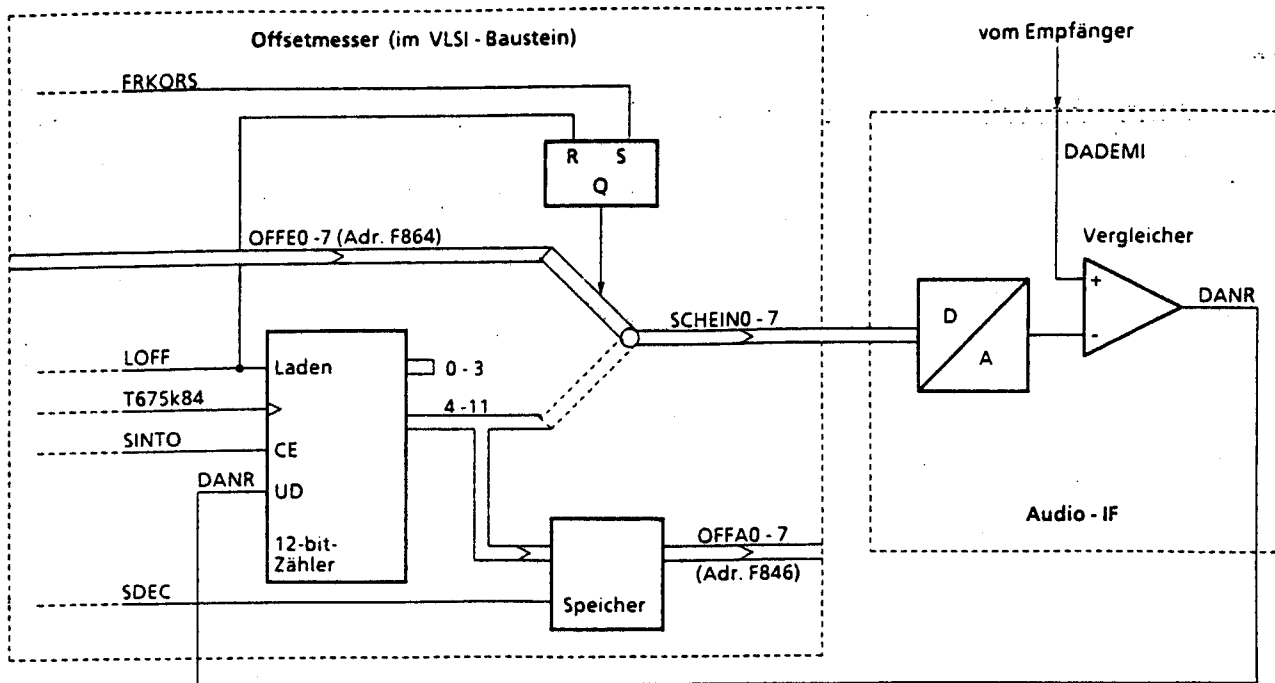 Offsetmesser (im VLSI - Baustein)
vom Empfänger
FRKORS
R S
Q
DADEMI
OFFE0 -7 (Adr. F864)
Vergleicher
+
-
DANR
D
A
SCHEIN0 - 7
LOFF
Laden
0 - 3
T675k84
4 -11
SINTO
CE
DANR
UD
12-bit-
Zähler
Audio - IF
OFFA0 - 7
(Adr. F846)
SDEC
Speicher